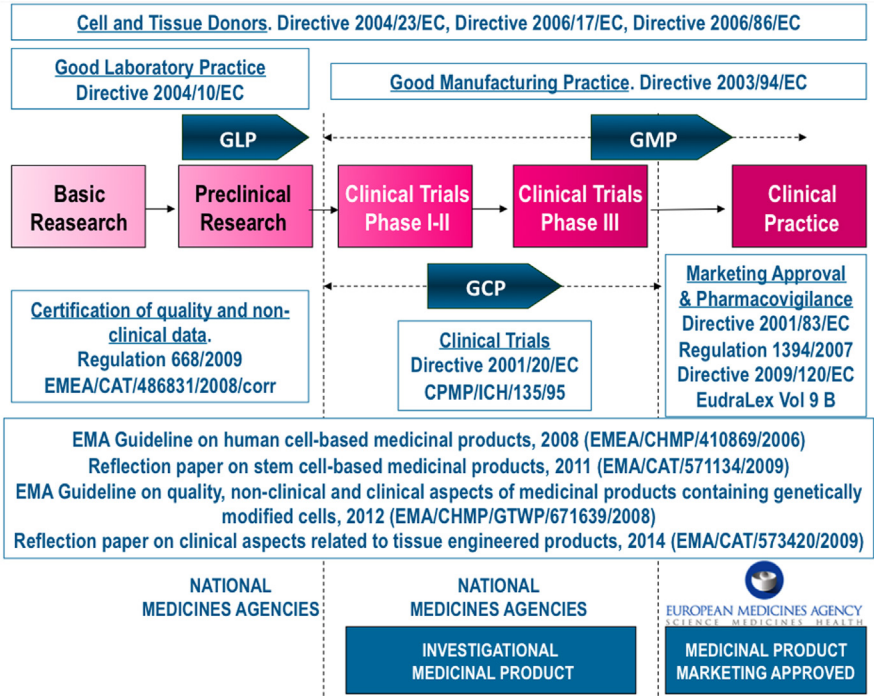 Cell and Tissue Donors. Directive 2004/23/EC, Directive 2006/17/EC, Directive 2006/86/EC
Good Laboratory Practice
Directive 2004/10/EC
Good Manufacturing Practice. Directive 2003/94/EC
GLP
GMP
Basic
Reasearch
Preclinical
Research
Clinical Trials
Phase I-II
Clinical Trials
Phase III
Clinical
Practice
GCP
Certification of quality and non-
clinical data.
Regulation 668/2009
EMEA/CAT/486831/2008/corr
Clinical Trials
Directive 2001/20/EC
CPMP/ICH/135/95
Marketing Approval
& Pharmacovigilance
Directive 2001/83/EC
Regulation 1394/2007
Directive 2009/120/EC
EudraLex Vol 9 B
EMA Guideline on human cell-based medicinal products, 2008 (EMEA/CHMP/410869/2006)
Reflection paper on stem cell-based medicinal products, 2011 (EMA/CAT/571134/2009)
EMA Guideline on quality, non-clinical and clinical aspects of medicinal products containing genetically
modified cells, 2012 (EMA/CHMP/GTWP/671639/2008)
Reflection paper on clinical aspects related to tissue engineered products, 2014 (EMA/CAT/573420/2009)
NATIONAL
MEDICINES AGENCIES
NATIONAL
MEDICINES AGENCIES
EUROPEAN MEDICINES AGENCY
SCIENCE MEDICINES HEALTH
INVESTIGATIONAL
MEDICINAL PRODUCT
MEDICINAL PRODUCT
MARKETING APPROVED